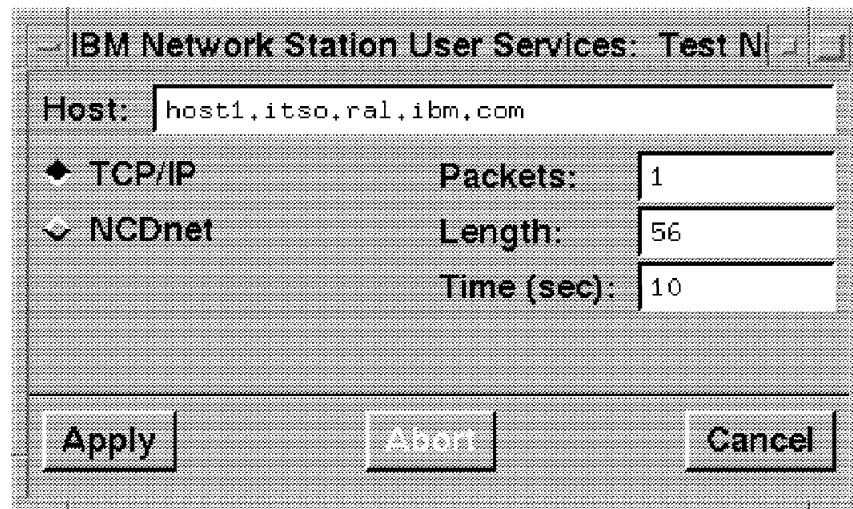 IBM Network Station User Services: Test N
Host: host1.itso.ral.ibm.com
TCP/IP Packets: 1
NCDnet Length: 56
Time (sec): 10
Apply Abort Cancel